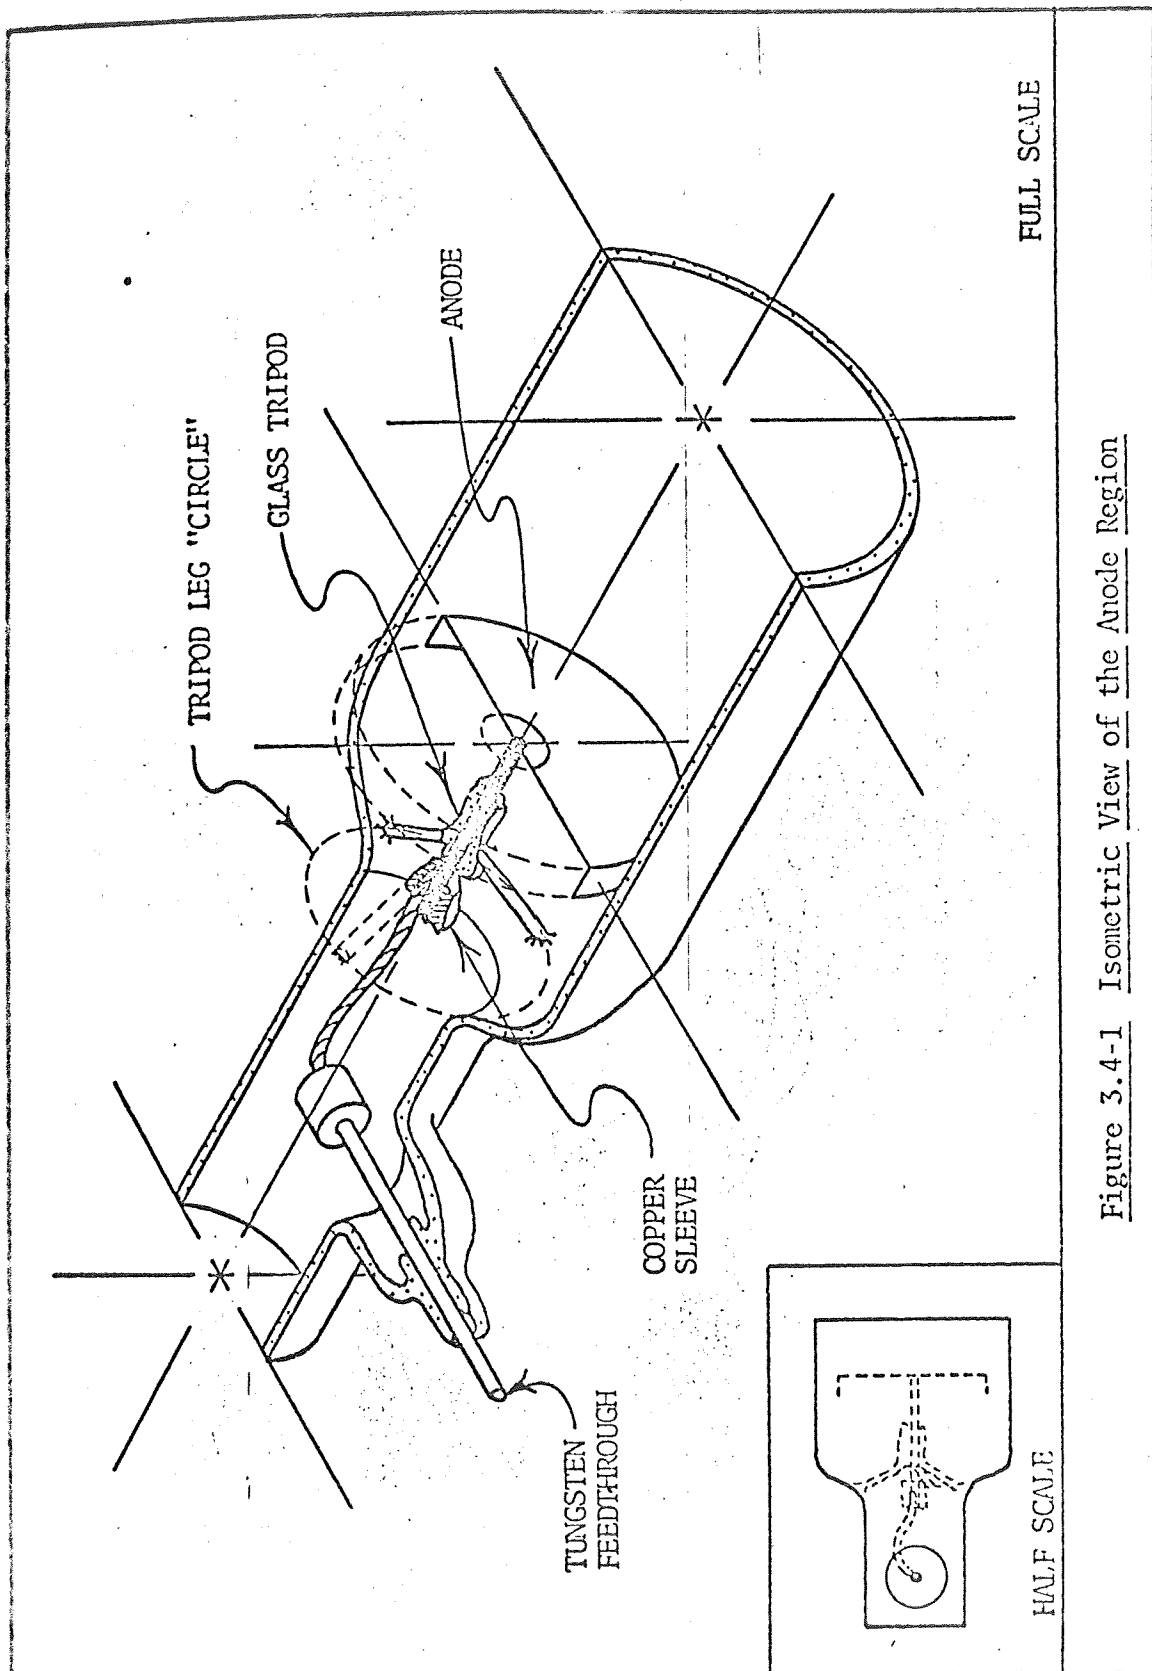 TRIPOD LEG "CIRCLE"
GLASS TRIPOD
ANODE
COPPER
SLEEVE
TUNGSTEN
FEEDTHROUGH
HALF SCALE
FULL SCALE
Figure 3.4-1 Isometric View of the Anode Region